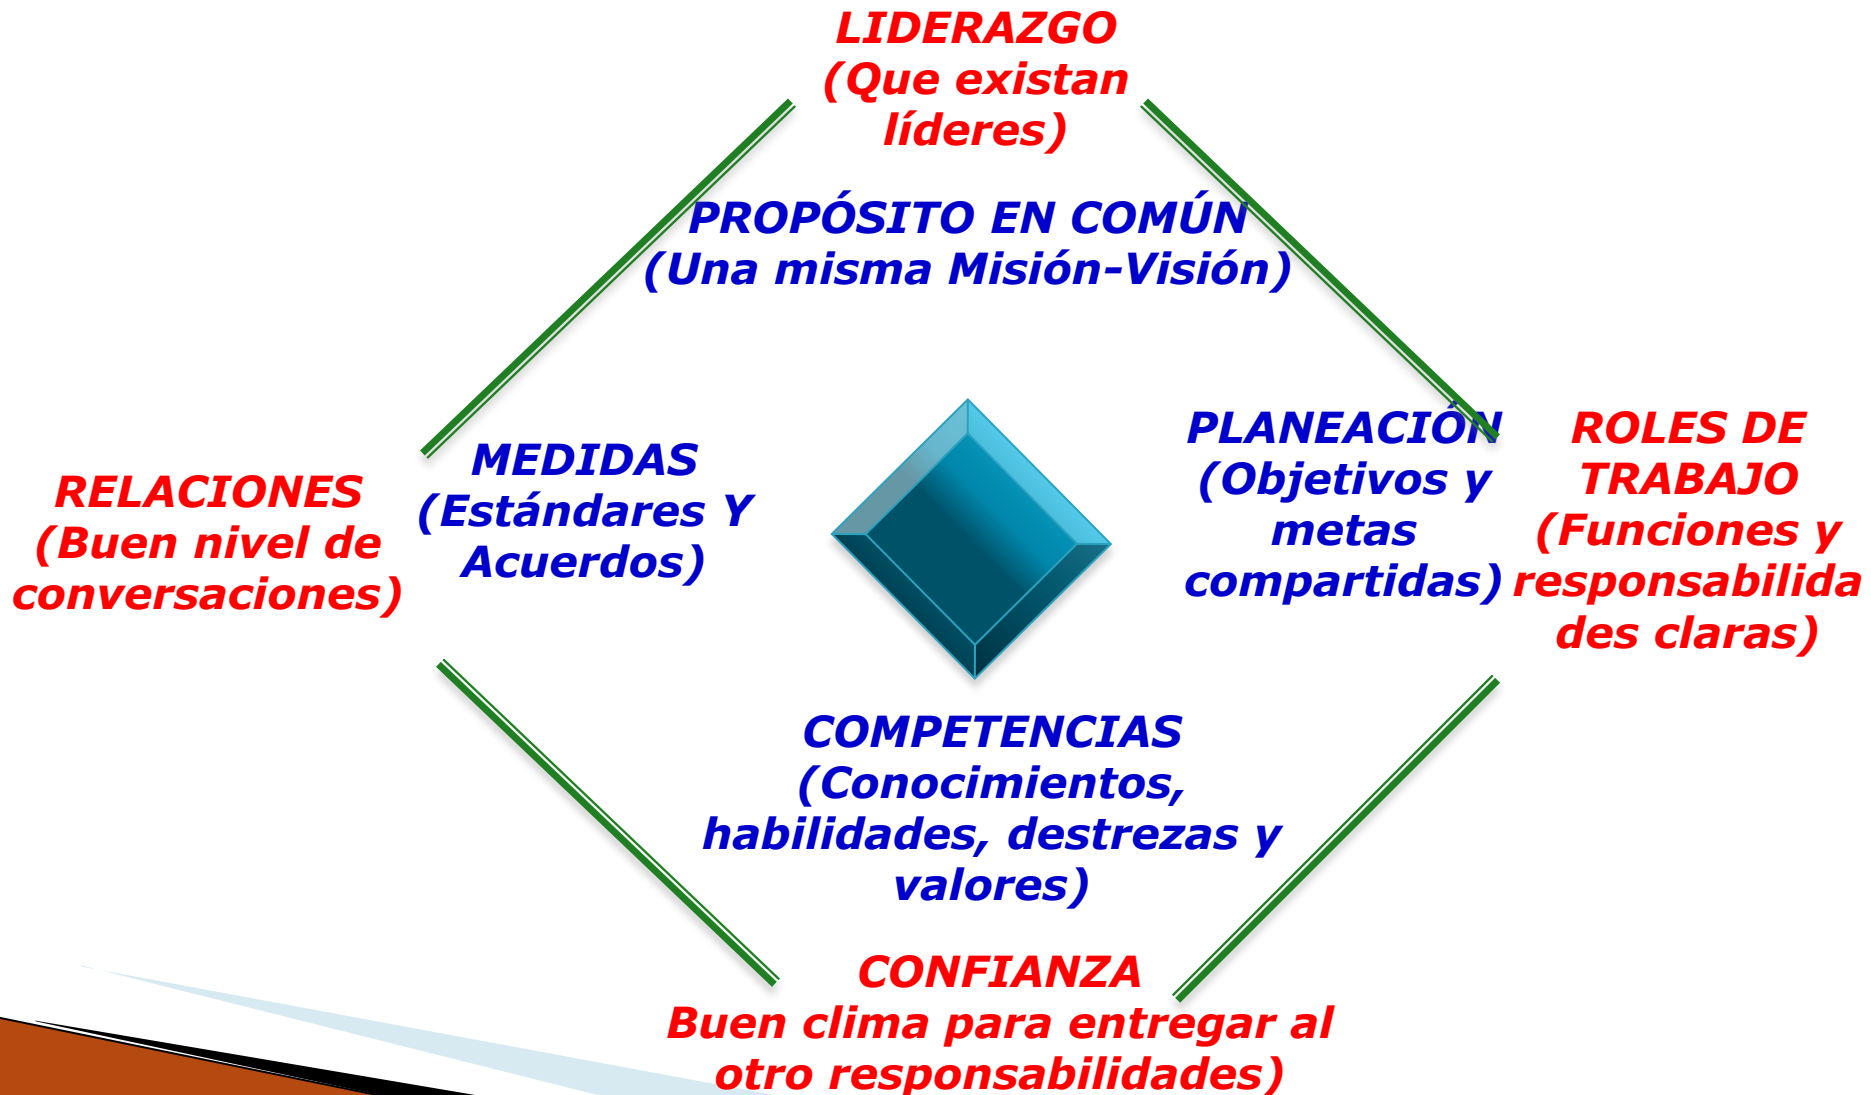 LIDERAZGO
(Que existan
líderes)
PROPÓSITO EN COMÚN
(Una misma Misión-Visión)
RELACIONES
(Buen nivel de
conversaciones)
MEDIDAS
(Estándares Y
Acuerdos)
PLANEACIÓN
(Objetivos y
metas
compartidas)
ROLES DE
TRABAJO
(Funciones y
responsabilida
des claras)
COMPETENCIAS
(Conocimientos,
habilidades, destrezas y
valores)
CONFIANZA
Buen clima para entregar al
otro responsabilidades)